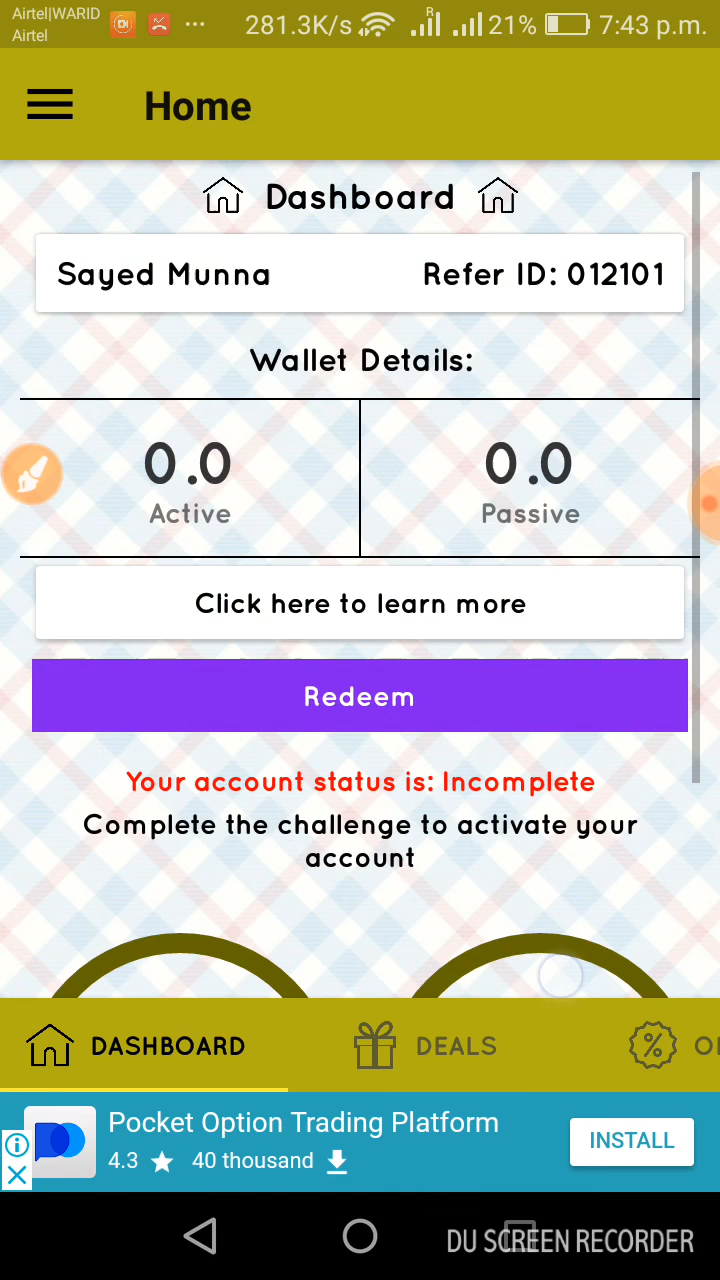 Airtel|WARID
Airtel
281.3K/s R 21% 7:43 p.m.
Home
Dashboard
Sayed Munna Refer ID: 012101
Wallet Details:
0.0 0.0
Active Passive
Click here to learn more
Redeem
Your account status is: Incomplete
Complete the challenge to activate your
account
DASHBOARD DEALS
Pocket Option Trading Platform
4.3 40 thousand
INSTALL
DU SCREEN RECORDER